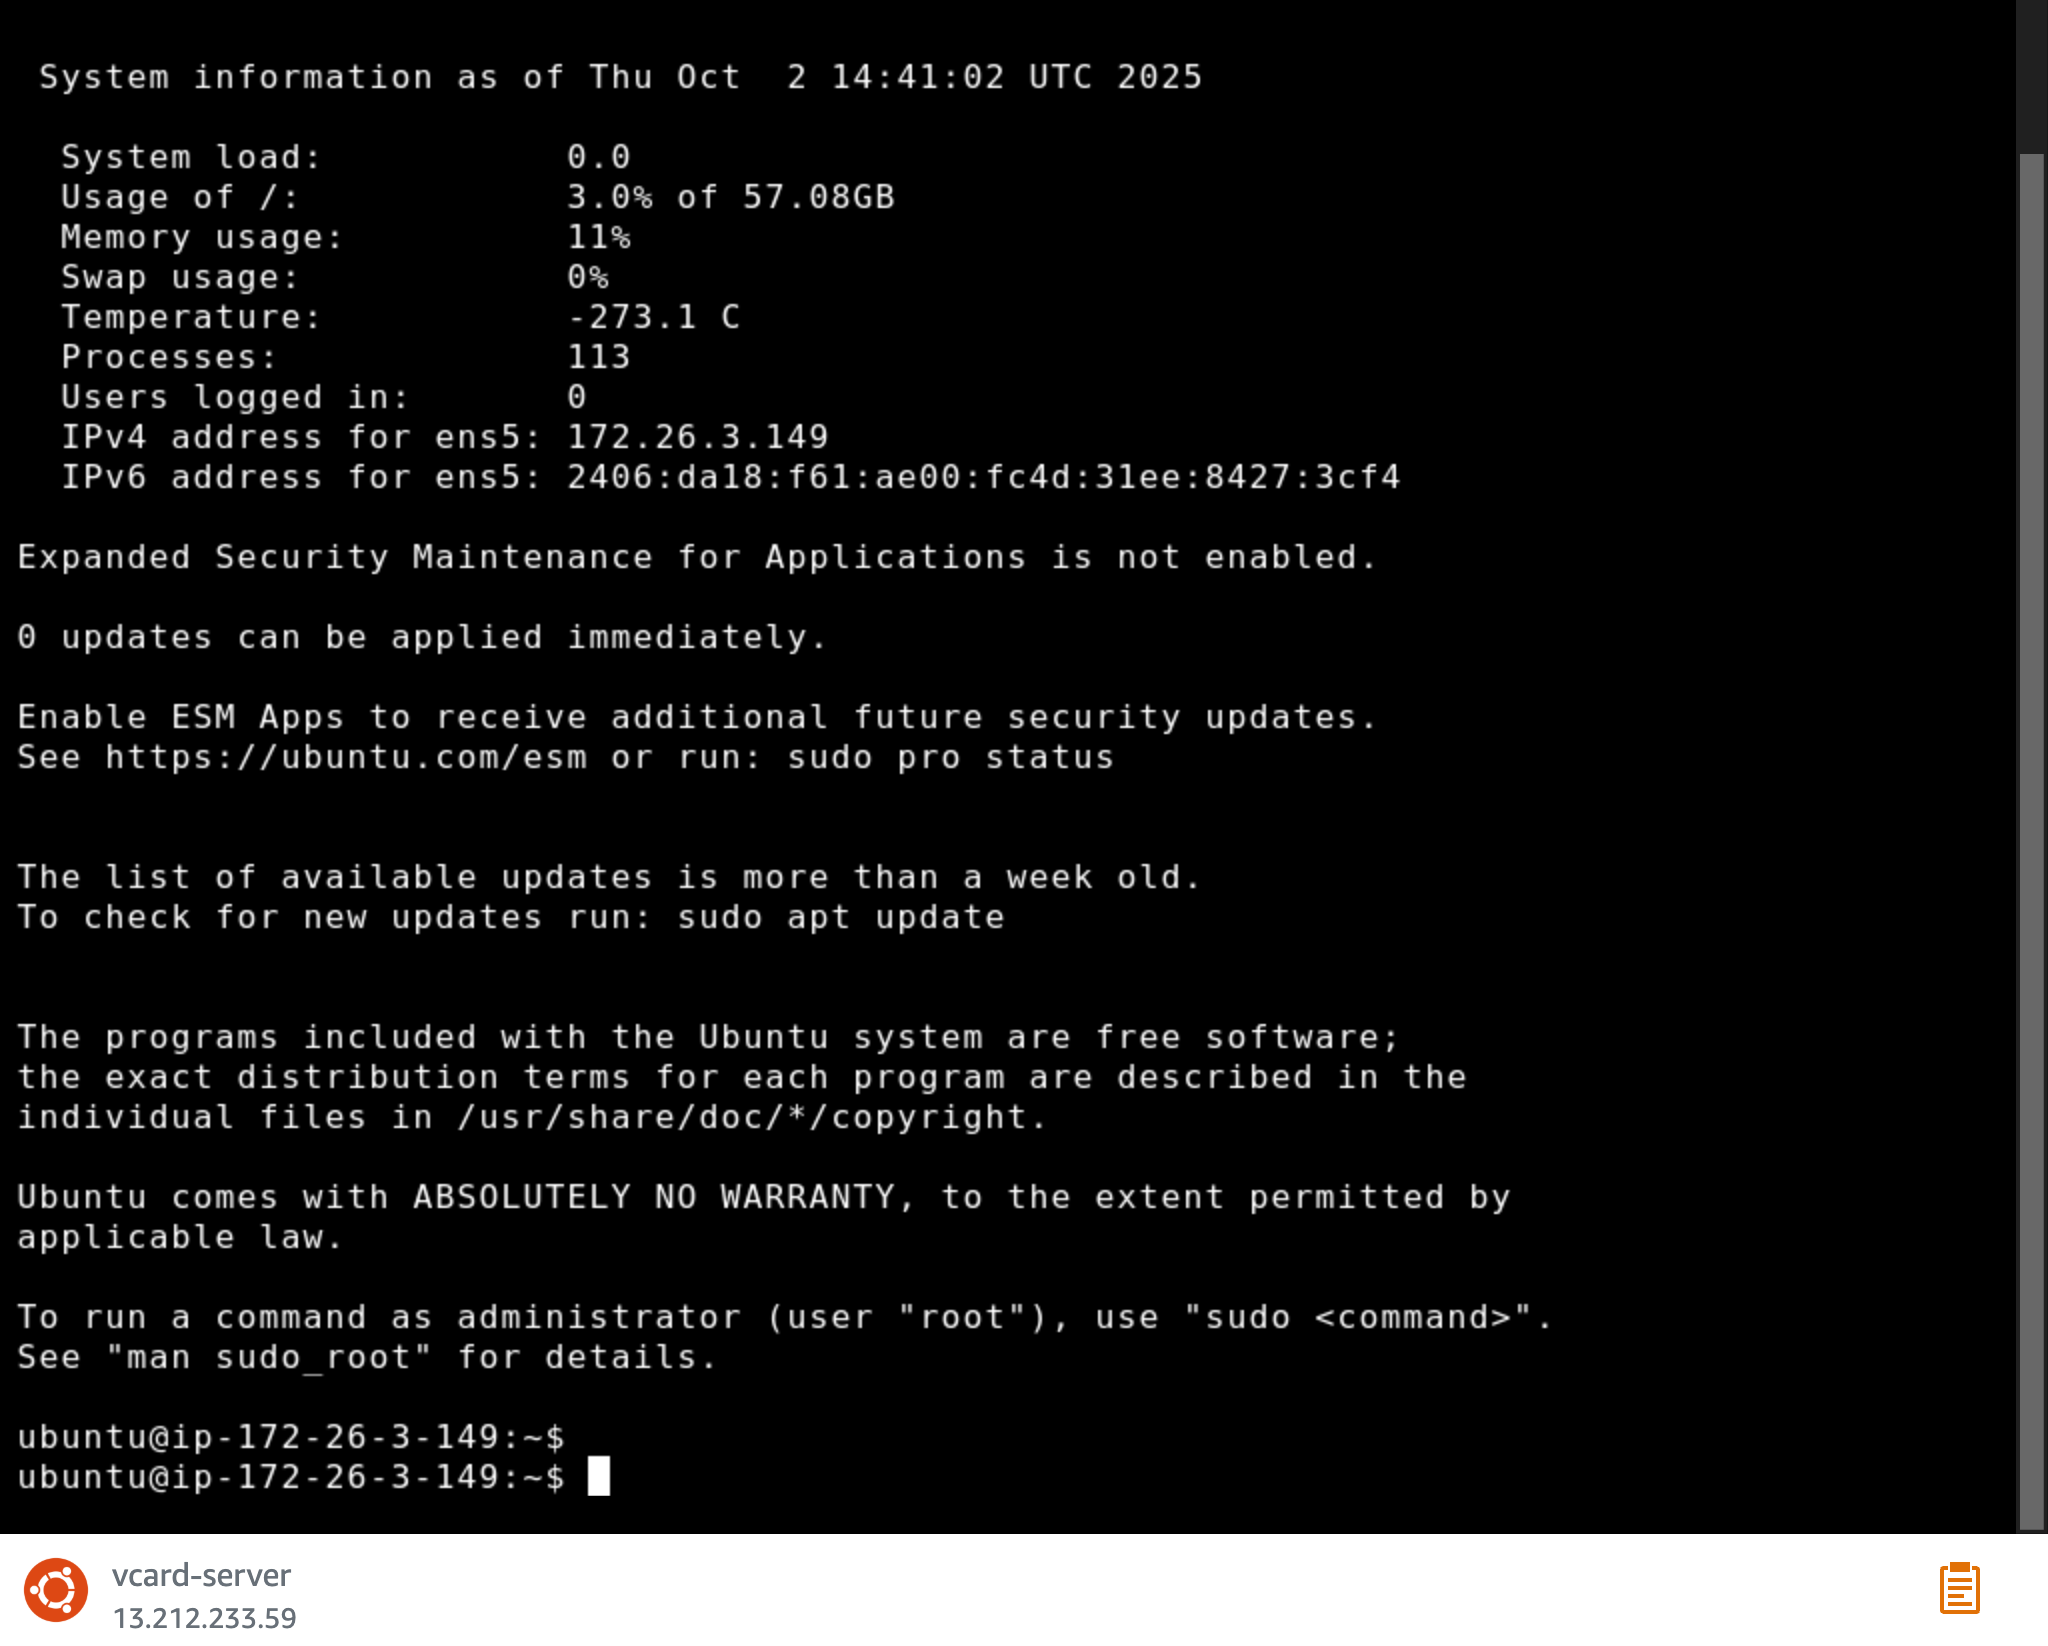 System information as of Thu Oct  2 14:41:02 UTC 2025
System load: 0.0
Usage of /: 3.0% of 57.08GB
Memory usage: 11%
Swap usage: 0%
Temperature: -273.1 C
Processes: 113
Users logged in: 0
IPv4 address for ens5: 172.26.3.149
IPv6 address for ens5: 2406:da18:f61:ae00:fc4d:31ee:8427:3cf4
Expanded Security Maintenance for Applications is not enabled.
0 updates can be applied immediately.
Enable ESM Apps to receive additional future security updates.
See https://ubuntu.com/esm or run: sudo pro status
The list of available updates is more than a week old.
To check for new updates run: sudo apt update
The programs included with the Ubuntu system are free software;
the exact distribution terms for each program are described in the
individual files in /usr/share/doc/*/copyright.
Ubuntu comes with ABSOLUTELY NO WARRANTY, to the extent permitted by
applicable law.
To run a command as administrator (user "root"), use "sudo <command>".
See "man sudo_root" for details.
ubuntu@ip-172-26-3-149:~$
ubuntu@ip-172-26-3-149:~$
vcard-server
13.212.233.59